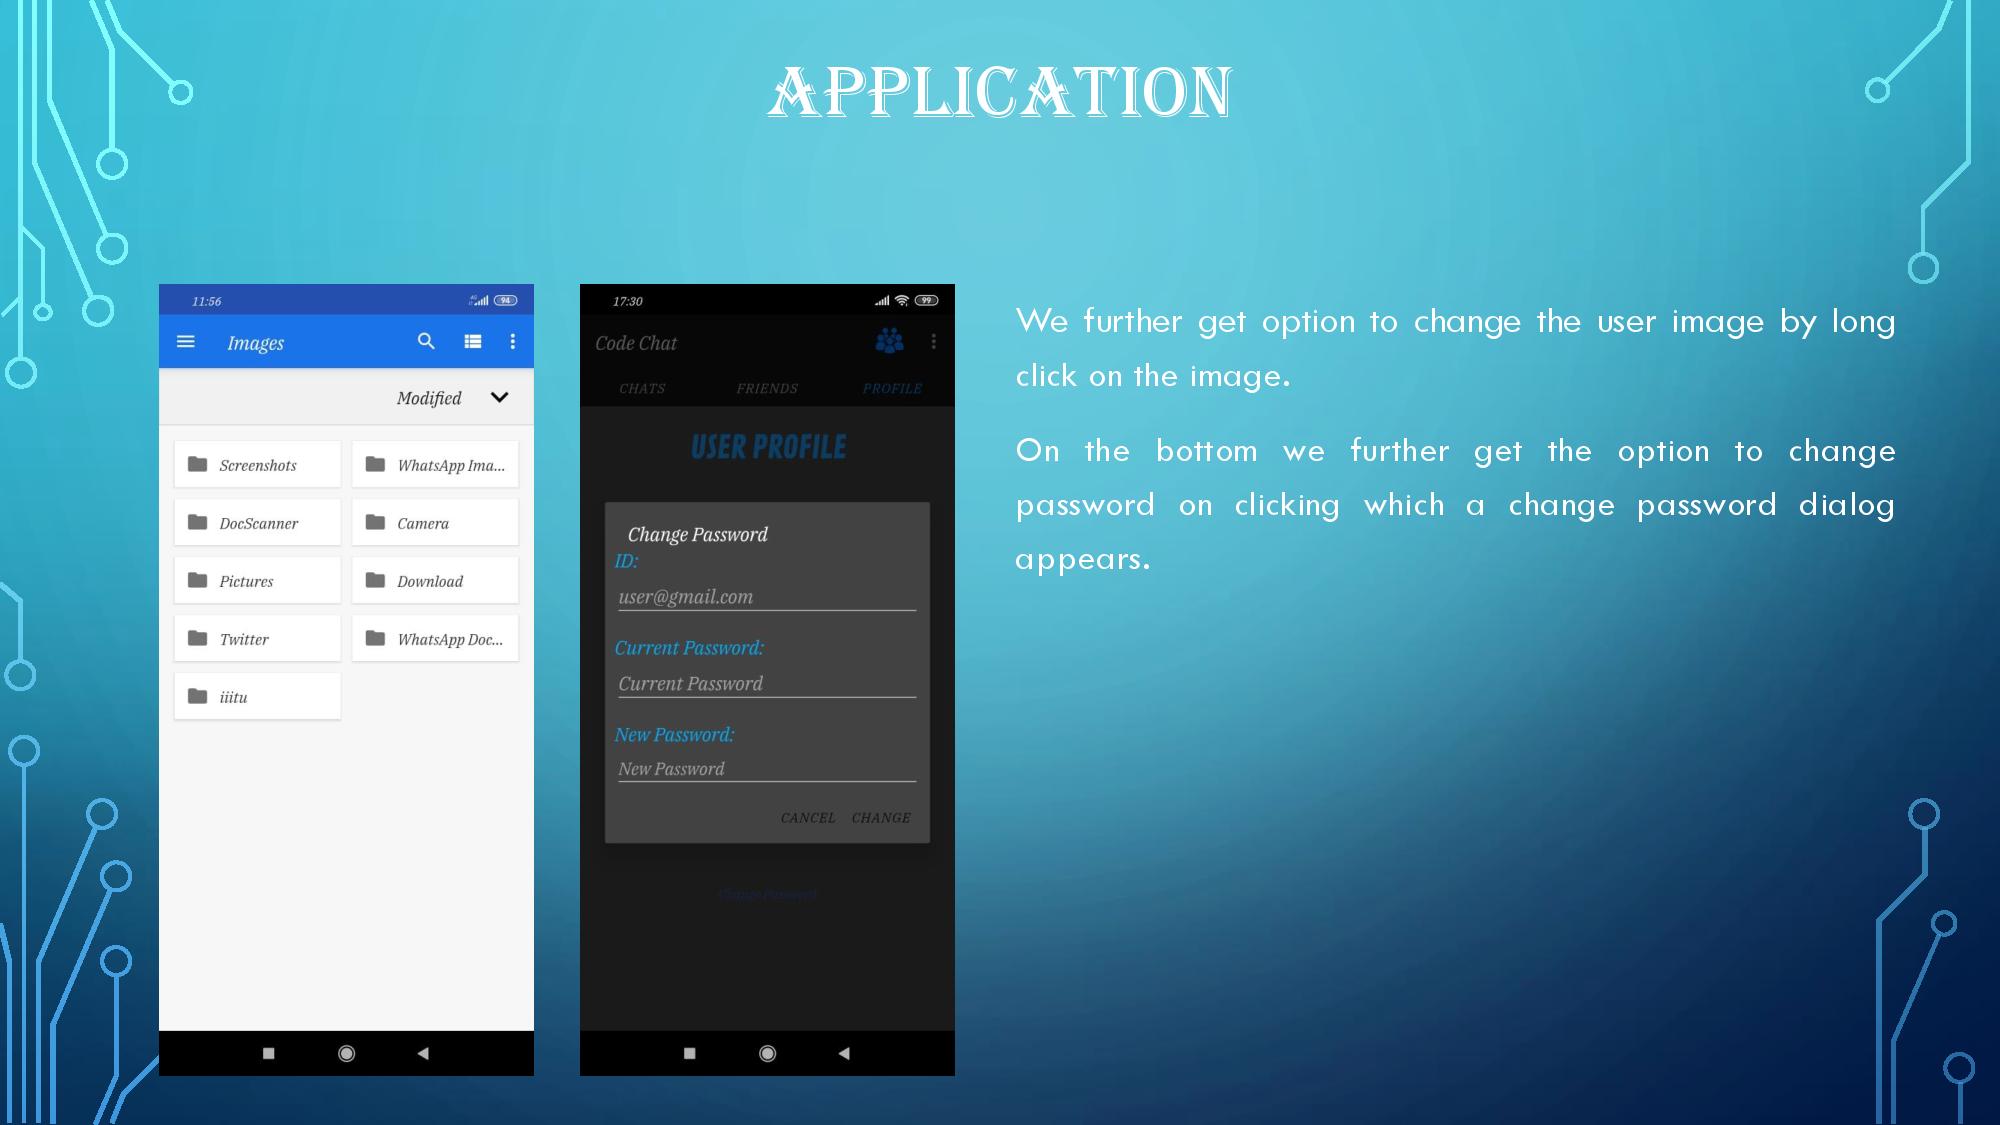 APPLICATION
11:56
94
Images
Modified
Screenshots
WhatsApp Ima...
DocScanner
Camera
Pictures
Download
Twitter
WhatsApp Doc...
iiitu
17:30
99
Code Chat
CHATS FRIENDS PROFILE
USER PROFILE
Change Password
ID:
user@gmail.com
Current Password:
Current Password
New Password:
New Password
CANCEL CHANGE
Change Password
We further get option to change the user image by long
click on the image.
On the bottom we further get the option to change
password on clicking which a change password dialog
appears.